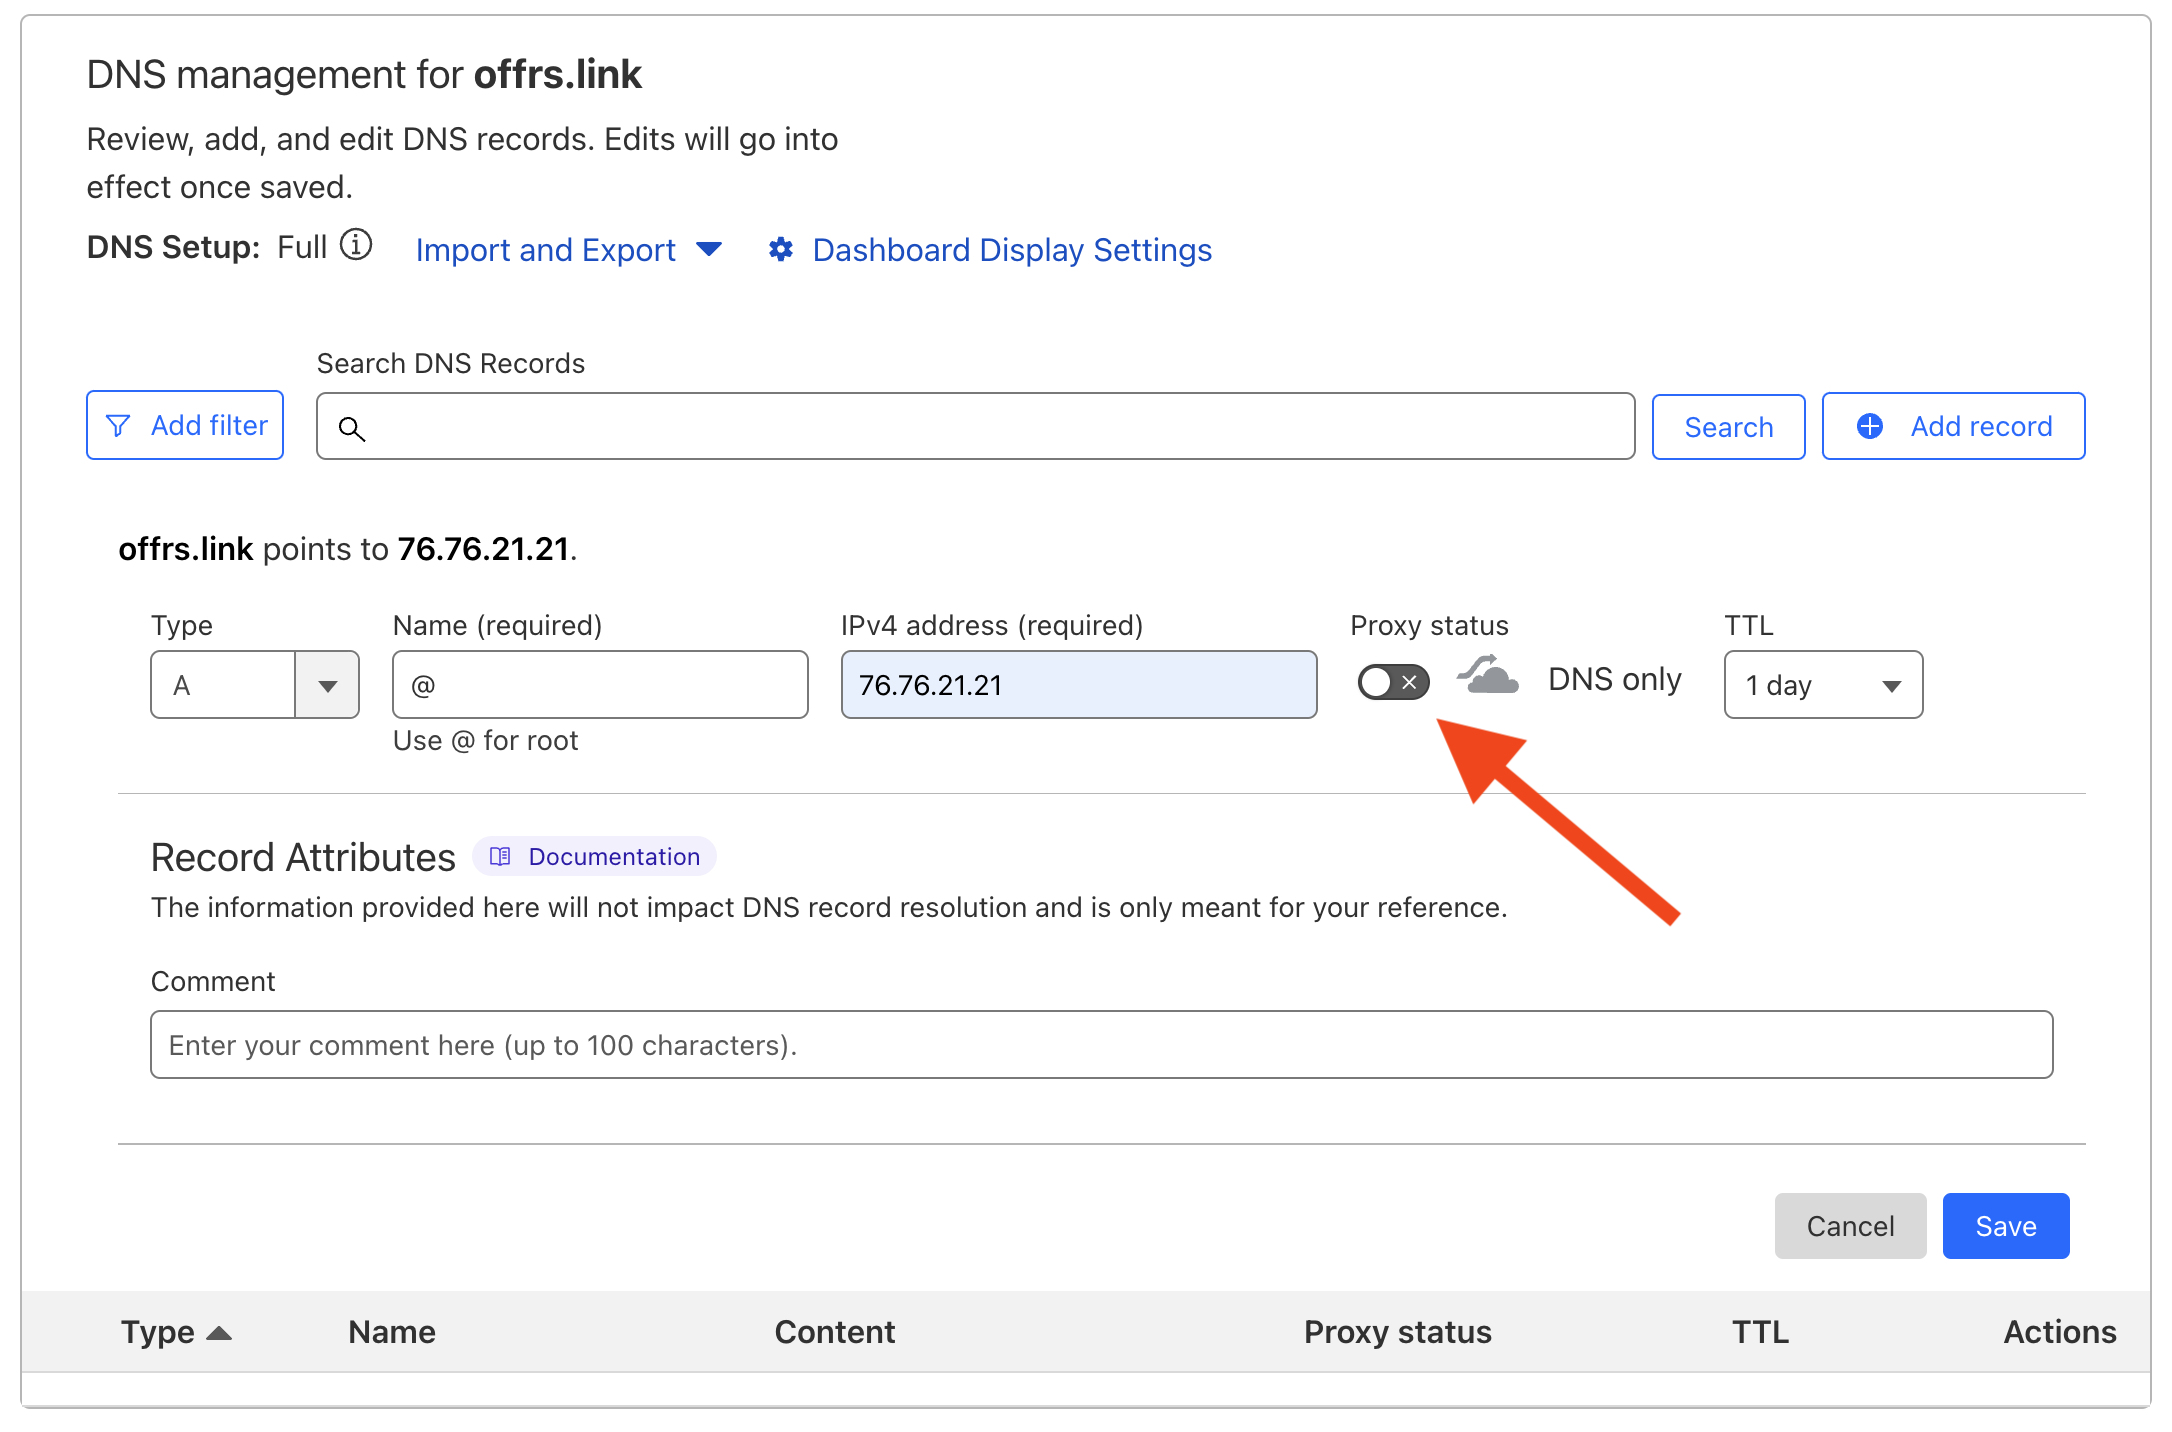 DNS management for offrs.link
Review, add, and edit DNS records. Edits will go into
effect once saved.
DNS Setup: Full Import and Export Dashboard Display Settings
Search DNS Records
Add filter Search Add record
offrs.link points to 76.76.21.21.
Type Name (required) IPv4 address (required) Proxy status TTL
A @ 76.76.21.21 DNS only 1 day
Use @ for root
Record Attributes Documentation
The information provided here will not impact DNS record resolution and is only meant for your reference.
Comment
Enter your comment here (up to 100 characters).
Cancel Save
Type Name Content Proxy status TTL Actions